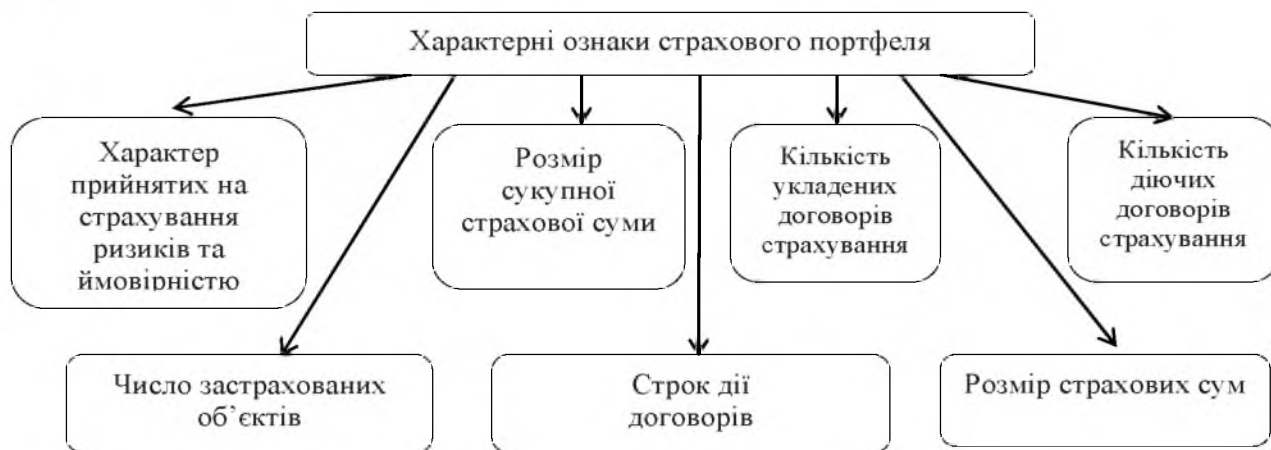 Характерні ознаки страхового портфеля
Характер
прийнятих на
страхування
ризиків та
ймовірністю
Розмір
сукупної
страхової суми
Кількість
укладених
договорів
страхування
Кількість
діючих
договорів
страхування
Число застрахованих
об’єктів
Строк дії
договорів
Розмір страхових сум